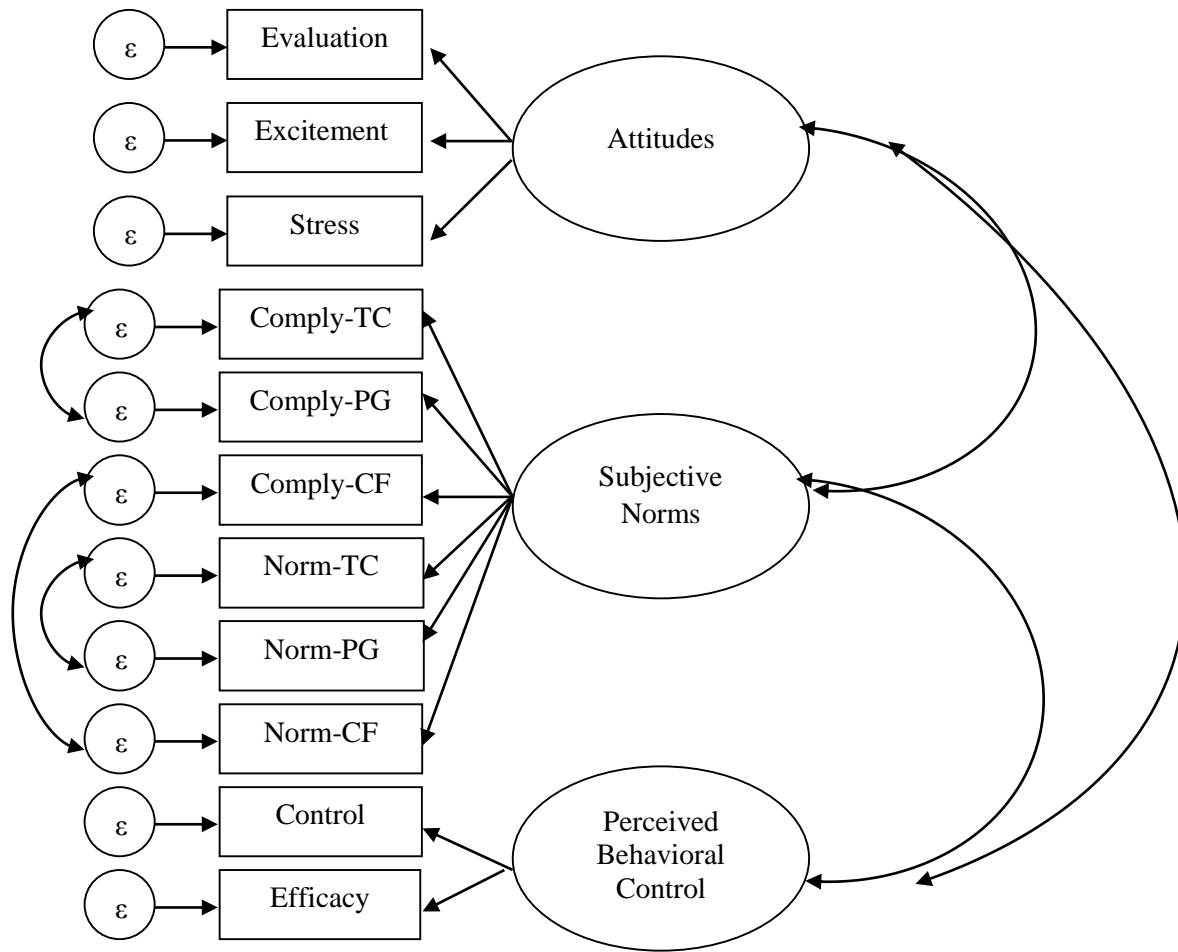 ε
Evaluation
ε
Excitement
Attitudes
ε
Stress
ε
Comply-TC
ε
Comply-PG
ε
Comply-CF
Subjective
Norms
ε
Norm-TC
ε
Norm-PG
ε
Norm-CF
ε
Control
Perceived
Behavioral
Control
ε
Efficacy